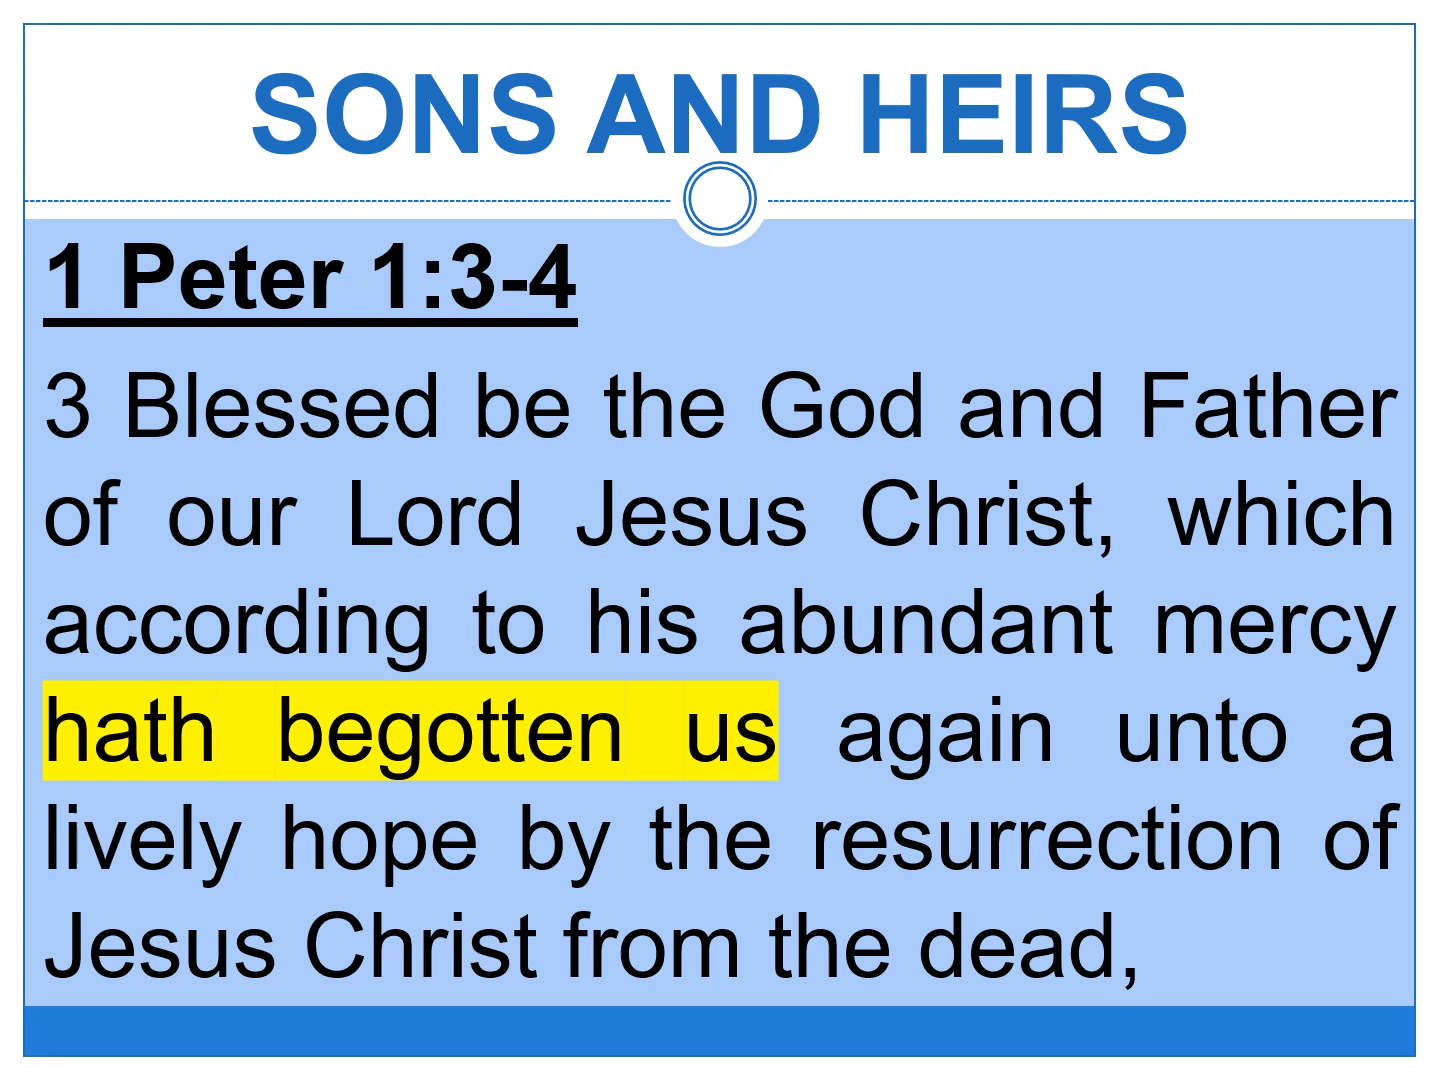 SONS AND HEIRS
1 Peter 1:3-4
3 Blessed be the God and Father
of our Lord Jesus Christ, which
according to his abundant mercy
hath begotten us again unto a
lively hope by the resurrection of
Jesus Christ from the dead,